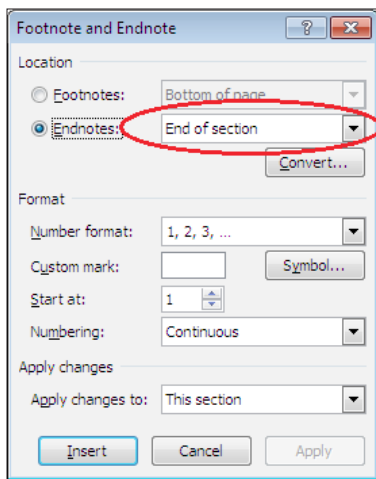 Footnote and Endnote
Location
Footnotes: Bottom of page
Endnotes: End of section
Convert...
Format
Number format: 1, 2, 3, ...
Custom mark: Symbol...
Start at: 1
Numbering: Continuous
Apply changes
Apply changes to: This section
Insert Cancel Apply